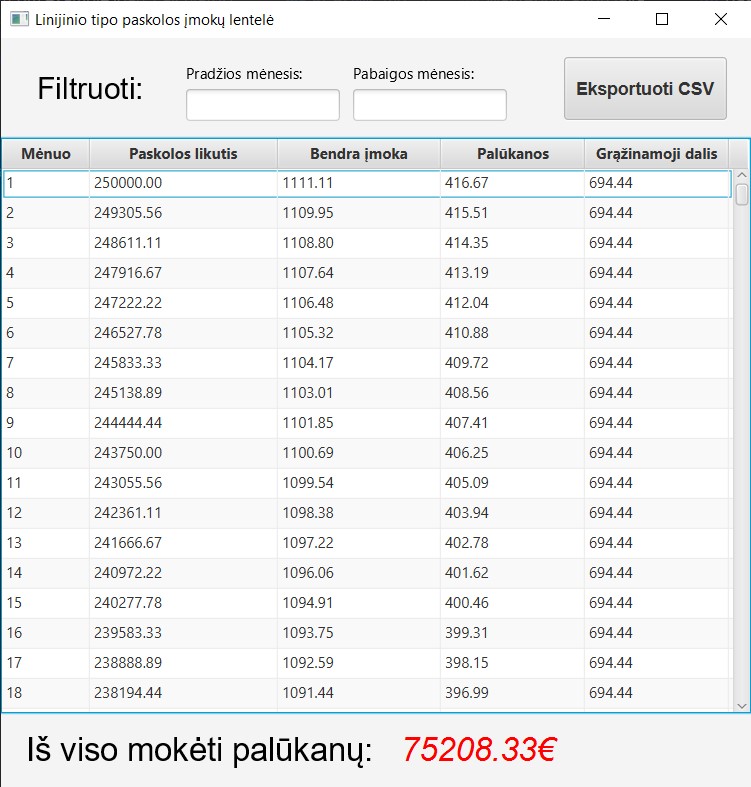 Linijinio tipo paskolos įmokų lentelė
Filtruoti:
Pradžios mėnesis:
Pabaigos mėnesis:
Eksportuoti CSV
Mėnuo Paskolos likutis Bendra įmoka Palūkanos Grąžinamoji dalis
1 250000.00 1111.11 416.67 694.44
2 249305.56 1109.95 415.51 694.44
3 248611.11 1108.80 414.35 694.44
4 247916.67 1107.64 413.19 694.44
5 247222.22 1106.48 412.04 694.44
6 246527.78 1105.32 410.88 694.44
7 245833.33 1104.17 409.72 694.44
8 245138.89 1103.01 408.56 694.44
9 244444.44 1101.85 407.41 694.44
10 243750.00 1100.69 406.25 694.44
11 243055.56 1099.54 405.09 694.44
12 242361.11 1098.38 403.94 694.44
13 241666.67 1097.22 402.78 694.44
14 240972.22 1096.06 401.62 694.44
15 240277.78 1094.91 400.46 694.44
16 239583.33 1093.75 399.31 694.44
17 238888.89 1092.59 398.15 694.44
18 238194.44 1091.44 396.99 694.44
Iš viso mokėti palūkanų: 75208.33€